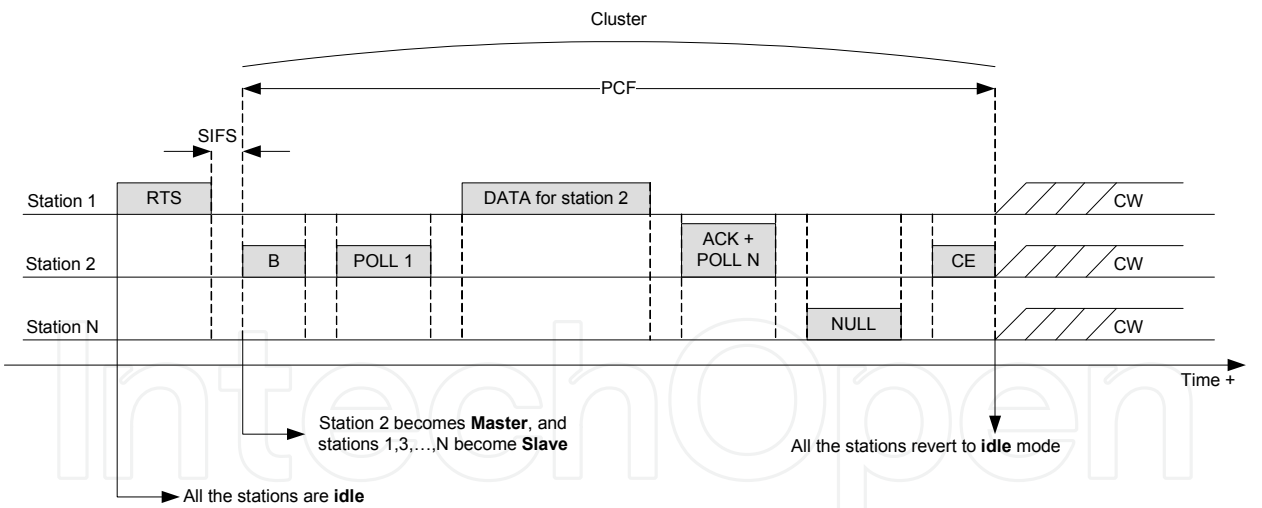 Cluster
PCF
SIFS
Station 1
RTS
DATA for station 2
CW
Station 2
B
POLL 1
ACK +
POLL N
CE
CW
Station N
NULL
CW
Time +
Station 2 becomes Master, and
stations 1,3,…,N become Slave
All the stations revert to idle mode
All the stations are idle
IntechOpen